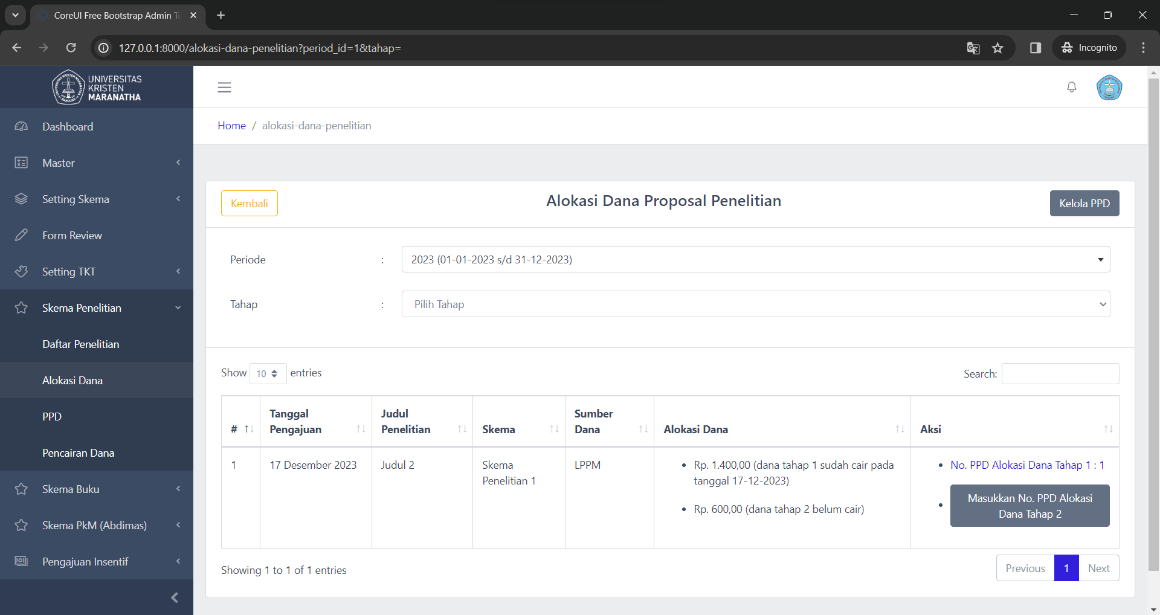 CoreUI Free Bootstrap Admin T
127.0.0.1:8000/alokasi-dana-penelitian?period_id=1&tahap=
Incognito
UNIVERSITAS
KRISTEN
MARANATHA
Dashboard
Master
Setting Skema
Form Review
Setting TKT
Skema Penelitian
Daftar Penelitian
Alokasi Dana
PPD
Pencairan Dana
Skema Buku
Skema PkM (Abdimas)
Pengajuan Insentif
Home / alokasi-dana-penelitian
Kembali
Alokasi Dana Proposal Penelitian
Kelola PPD
Periode : 2023 (01-01-2023 s/d 31-12-2023)
Tahap : Pilih Tahap
Show 10 entries
Search:
# Tanggal Pengajuan Judul Penelitian Skema Sumber Dana Alokasi Dana Aksi
1 17 Desember 2023 Judul 2 Skema Penelitian 1 LPPM
Rp. 1.400,00 (dana tahap 1 sudah cair pada
tanggal 17-12-2023)
Rp. 600,00 (dana tahap 2 belum cair)
No. PPD Alokasi Dana Tahap 1 : 1
Masukkan No. PPD Alokasi
Dana Tahap 2
Showing 1 to 1 of 1 entries
Previous 1 Next